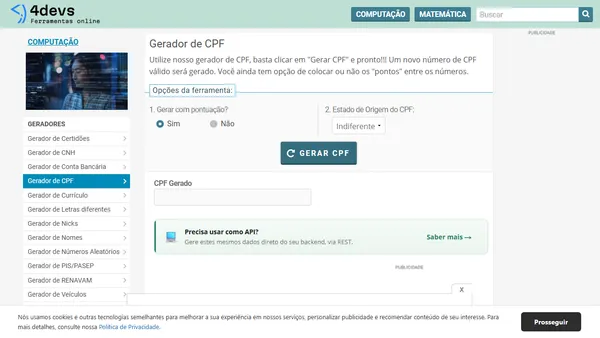 4devs
Ferramentas online
COMPUTAÇÃO
MATEMÁTICA
COMPUTAÇÃO
GERADORES
Gerador de Certidões
Gerador de CNH
Gerador de Conta Bancária
Gerador de CPF
Gerador de Currículo
Gerador de Letras diferentes
Gerador de Nicks
Gerador de Nomes
Gerador de Números Aleatórios
Gerador de PIS/PASEP
Gerador de RENAVAM
Gerador de Veículos
Gerador de CPF
Utilize nosso gerador de CPF, basta clicar em "Gerar CPF" e pronto!!! Um novo número de CPF
válido será gerado. Você ainda tem opção de colocar ou não os "pontos" entre os números.
Opções da ferramenta:
1. Gerar com pontuação?
Sim
Não
2. Estado de Origem do CPF:
Indiferente
GERAR CPF
CPF Gerado
Precisa usar como API?
Gere estes mesmos dados direto do seu backend, via REST.
Saber mais →
PUBLICIDADE
PUBLICIDADE
X
Nós usamos cookies e outras tecnologias semelhantes para melhorar a sua experiência em nossos serviços, personalizar publicidade e recomendar conteúdo de seu interesse. Para
mais detalhes, consulte nossa Política de Privacidade.
Prosseguir